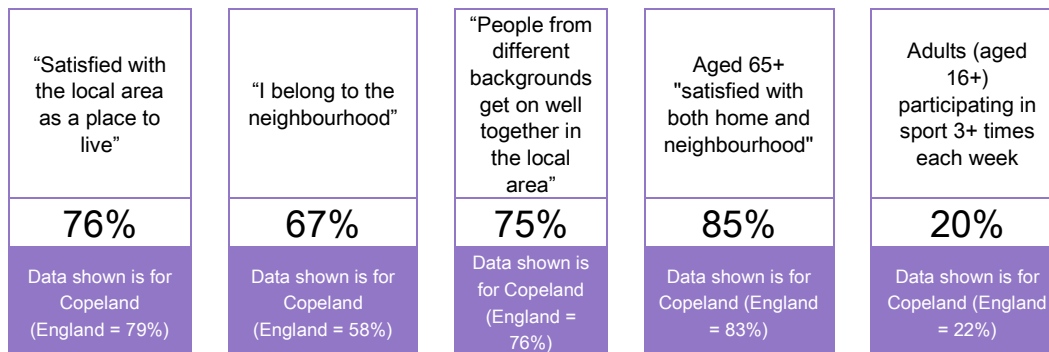 “Satisfied with
the local area
as a place to
live”
76%
Data shown is for
Copeland
(England = 79%)
“I belong to the
neighbourhood”
67%
Data shown is for
Copeland
(England = 58%)
“People from
different
backgrounds
get on well
together in
the local
area”
75%
Data shown is
for Copeland
(England =
76%)
Aged 65+
"satisfied with
both home and
neighbourhood"
85%
Data shown is for
Copeland (England
= 83%)
Adults (aged
16+)
participating in
sport 3+ times
each week
20%
Data shown is for
Copeland (England
= 22%)